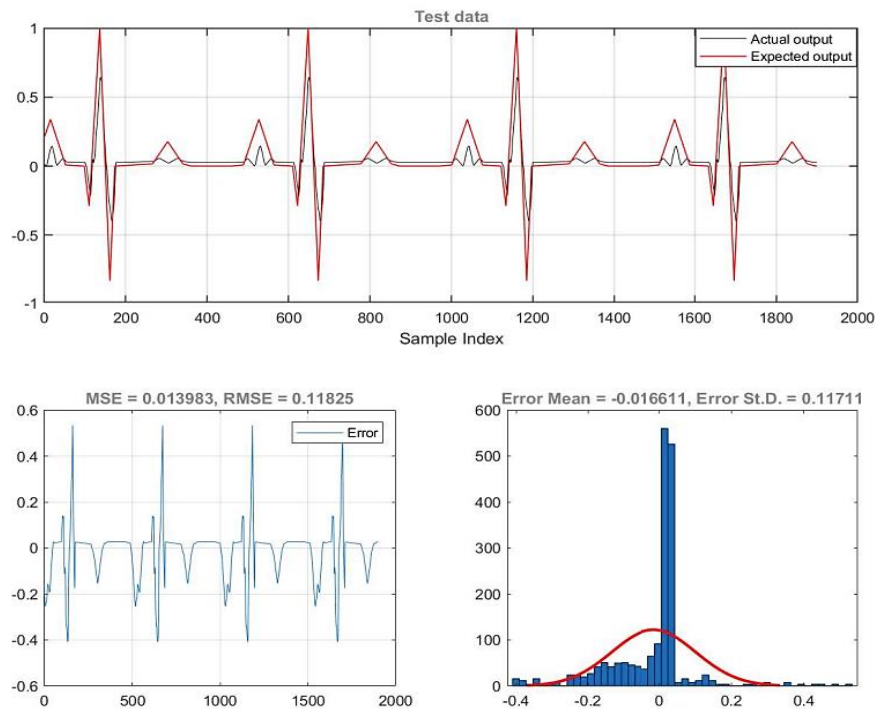 Test data
1
0.5
0
-0.5
-1
Actual output
Expected output
0 200 400 600 800 1000 1200 1400 1600 1800 2000
Sample Index
MSE = 0.013983, RMSE = 0.11825
0.6
0.4
0.2
0
-0.2
-0.4
-0.6
Error
0 500 1000 1500 2000
Error Mean = -0.016611, Error St.D. = 0.11711
600
500
400
300
200
100
0
-0.4 -0.2 0 0.2 0.4